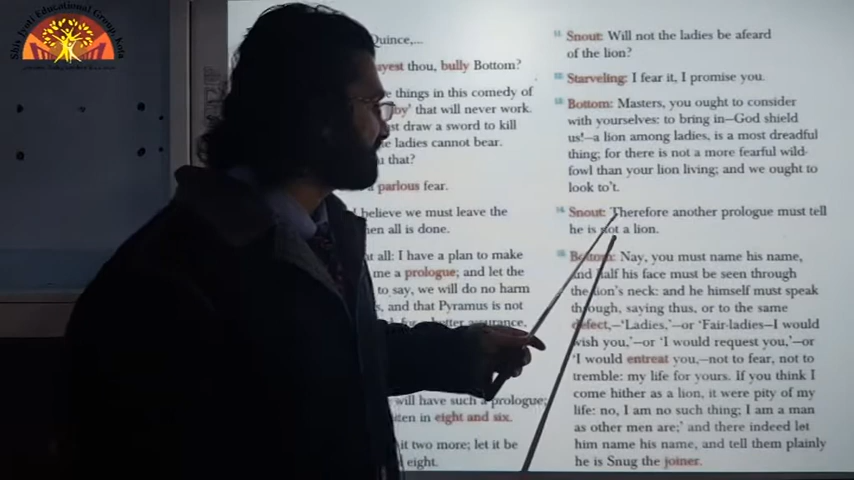 Shiv Jyoti Educational Group, Kota
Quince,...
thou, bully Bottom?
things in this comedy of
that will never work.
draw a sword to kill
ladies cannot bear.
that?
parlous fear.
believe we must leave the
all is done.
all: I have a plan to make
me a prologue; and let the
to say, we will do no harm
and that Pyramus is not
better assurance,
will have such a prologue;
in eight and six.
it two more; let it be
eight.
Snout: Will not the ladies be afeard
of the lion?
Starveling: I fear it, I promise you.
Bottom: Masters, you ought to consider
with yourselves: to bring in—God shield
us!—a lion among ladies, is a most dreadful
thing; for there is not a more fearful wild-
fowl than your lion living; and we ought to
look to't.
Snout: Therefore another prologue must tell
he is not a lion.
Bottom: Nay, you must name his name,
and half his face must be seen through
the lion's neck: and he himself must speak
through, saying thus, or to the same
defect,—'Ladies,'—or 'Fair-ladies—I would
wish you,'—or 'I would request you,'—or
'I would entreat you,—not to fear, not to
tremble: my life for yours. If you think I
come hither as a lion, it were pity of my
life: no, I am no such thing; I am a man
as other men are;' and there indeed let
him name his name, and tell them plainly
he is Snug the joiner.